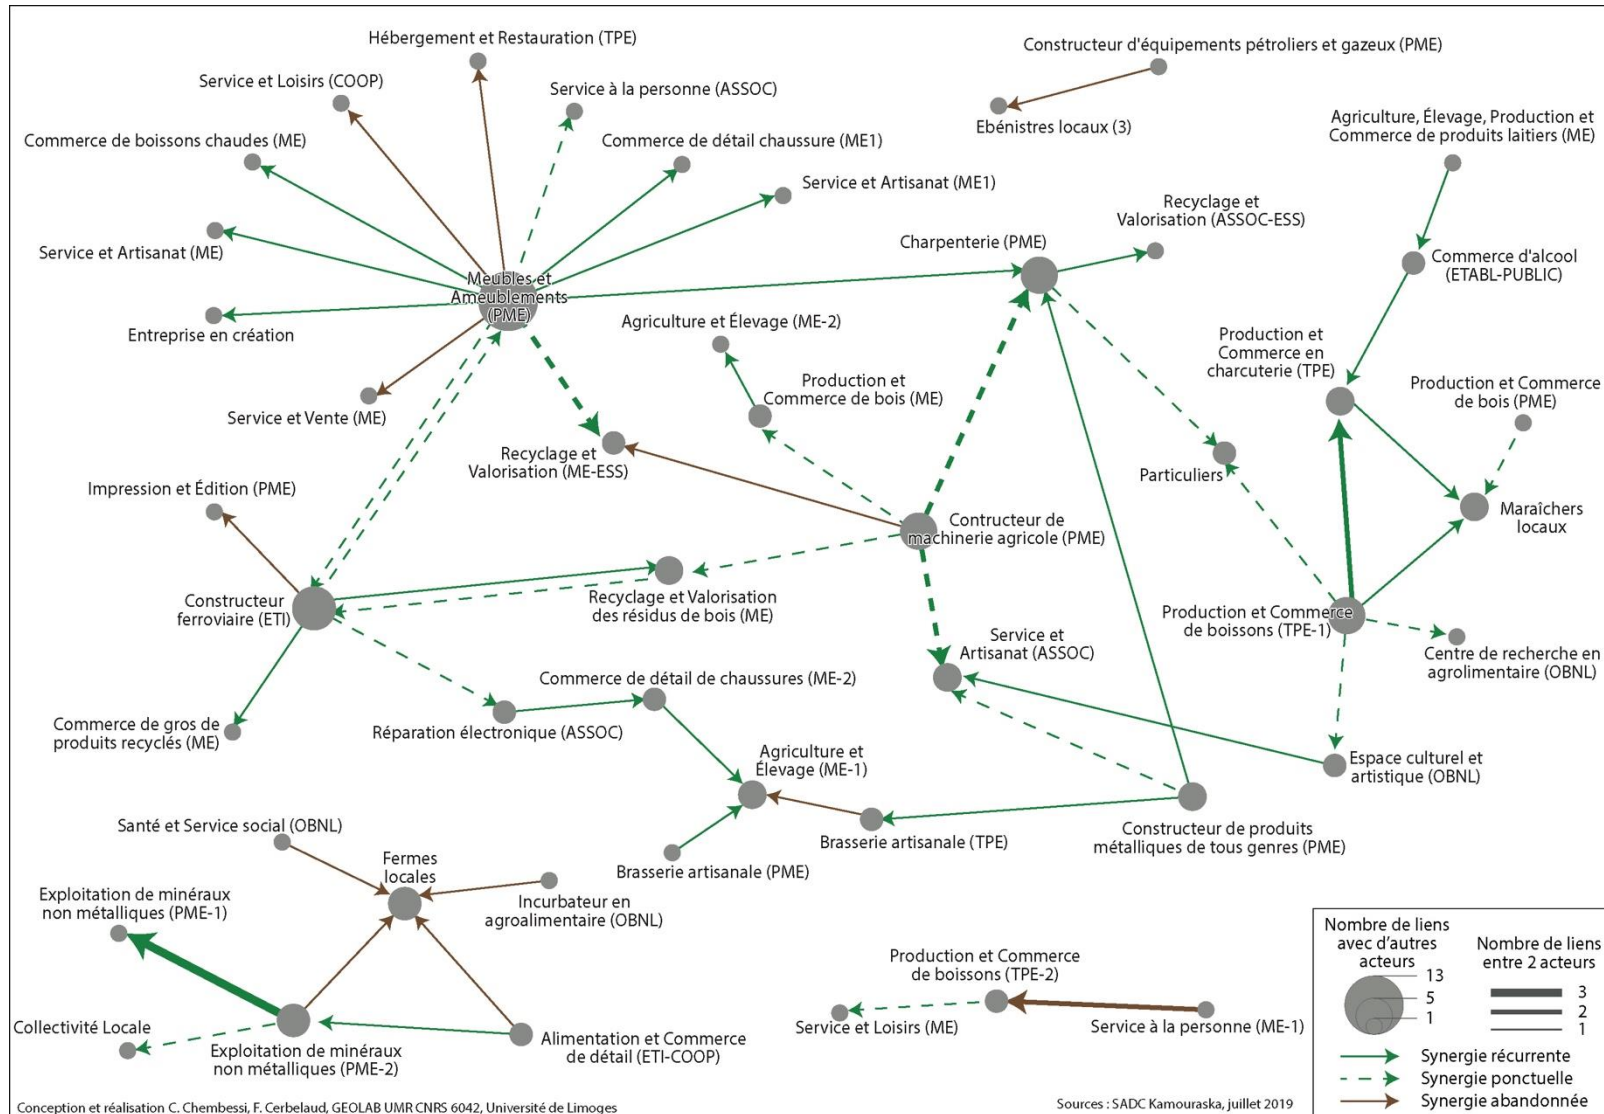 Hébergement et Restauration (TPE)
Constructeur d'équipements pétroliers et gazeux (PME)
Service et Loisirs (COOP)
Service à la personne (ASSOC)
Ebénistres locaux (3)
Agriculture, Élevage, Production et
Commerce de produits laitiers (ME)
Commerce de boissons chaudes (ME)
Commerce de détail chaussure (ME1)
Service et Artisanat (ME1)
Recyclage et
Valorisation (ASSOC-ESS)
Service et Artisanat (ME)
Charpenterie (PME)
Commerce d'alcool
(ETABL-PUBLIC)
Meubles et
Ameublements
(PME)
Entreprise en création
Agriculture et Élevage (ME-2)
Production et
Commerce en
charcuterie (TPE)
Production et
Commerce de bois (ME)
Production et Commerce
de bois (PME)
Service et Vente (ME)
Recyclage et
Valorisation (ME-ESS)
Particuliers
Impression et Édition (PME)
Maraîchers
locaux
Contructeur de
machinerie agricole (PME)
Constructeur
ferroviaire (ETI)
Recyclage et Valorisation
des résidus de bois (ME)
Production et Commerce
de boissons (TPE-1)
Service et
Artisanat (ASSOC)
Centre de recherche en
agrolimentaire (OBNL)
Commerce de détail de chaussures (ME-2)
Commerce de gros de
produits recyclés (ME)
Réparation électronique (ASSOC)
Agriculture et
Élevage (ME-1)
Espace culturel et
artistique (OBNL)
Santé et Service social (OBNL)
Brasserie artisanale (TPE)
Constructeur de produits
métalliques de tous genres (PME)
Fermes
locales
Brasserie artisanale (PME)
Exploitation de minéraux
non métalliques (PME-1)
Incurbateur en
agroalimentaire (OBNL)
Production et Commerce
de boissons (TPE-2)
Collectivité Locale
Service et Loisirs (ME)
Service à la personne (ME-1)
Exploitation de minéraux
non métalliques (PME-2)
Alimentation et Commerce
de détail (ETI-COOP)
Nombre de liens
avec d'autres
acteurs
13
5
1
Nombre de liens
entre 2 acteurs
3
2
1
Synergie récurrente
Synergie ponctuelle
Synergie abandonnée
Conception et réalisation C. Chembessi, F. Cerbelaud, GEOLAB UMR CNRS 6042, Université de Limoges
Sources : SADC Kamouraska, juillet 2019